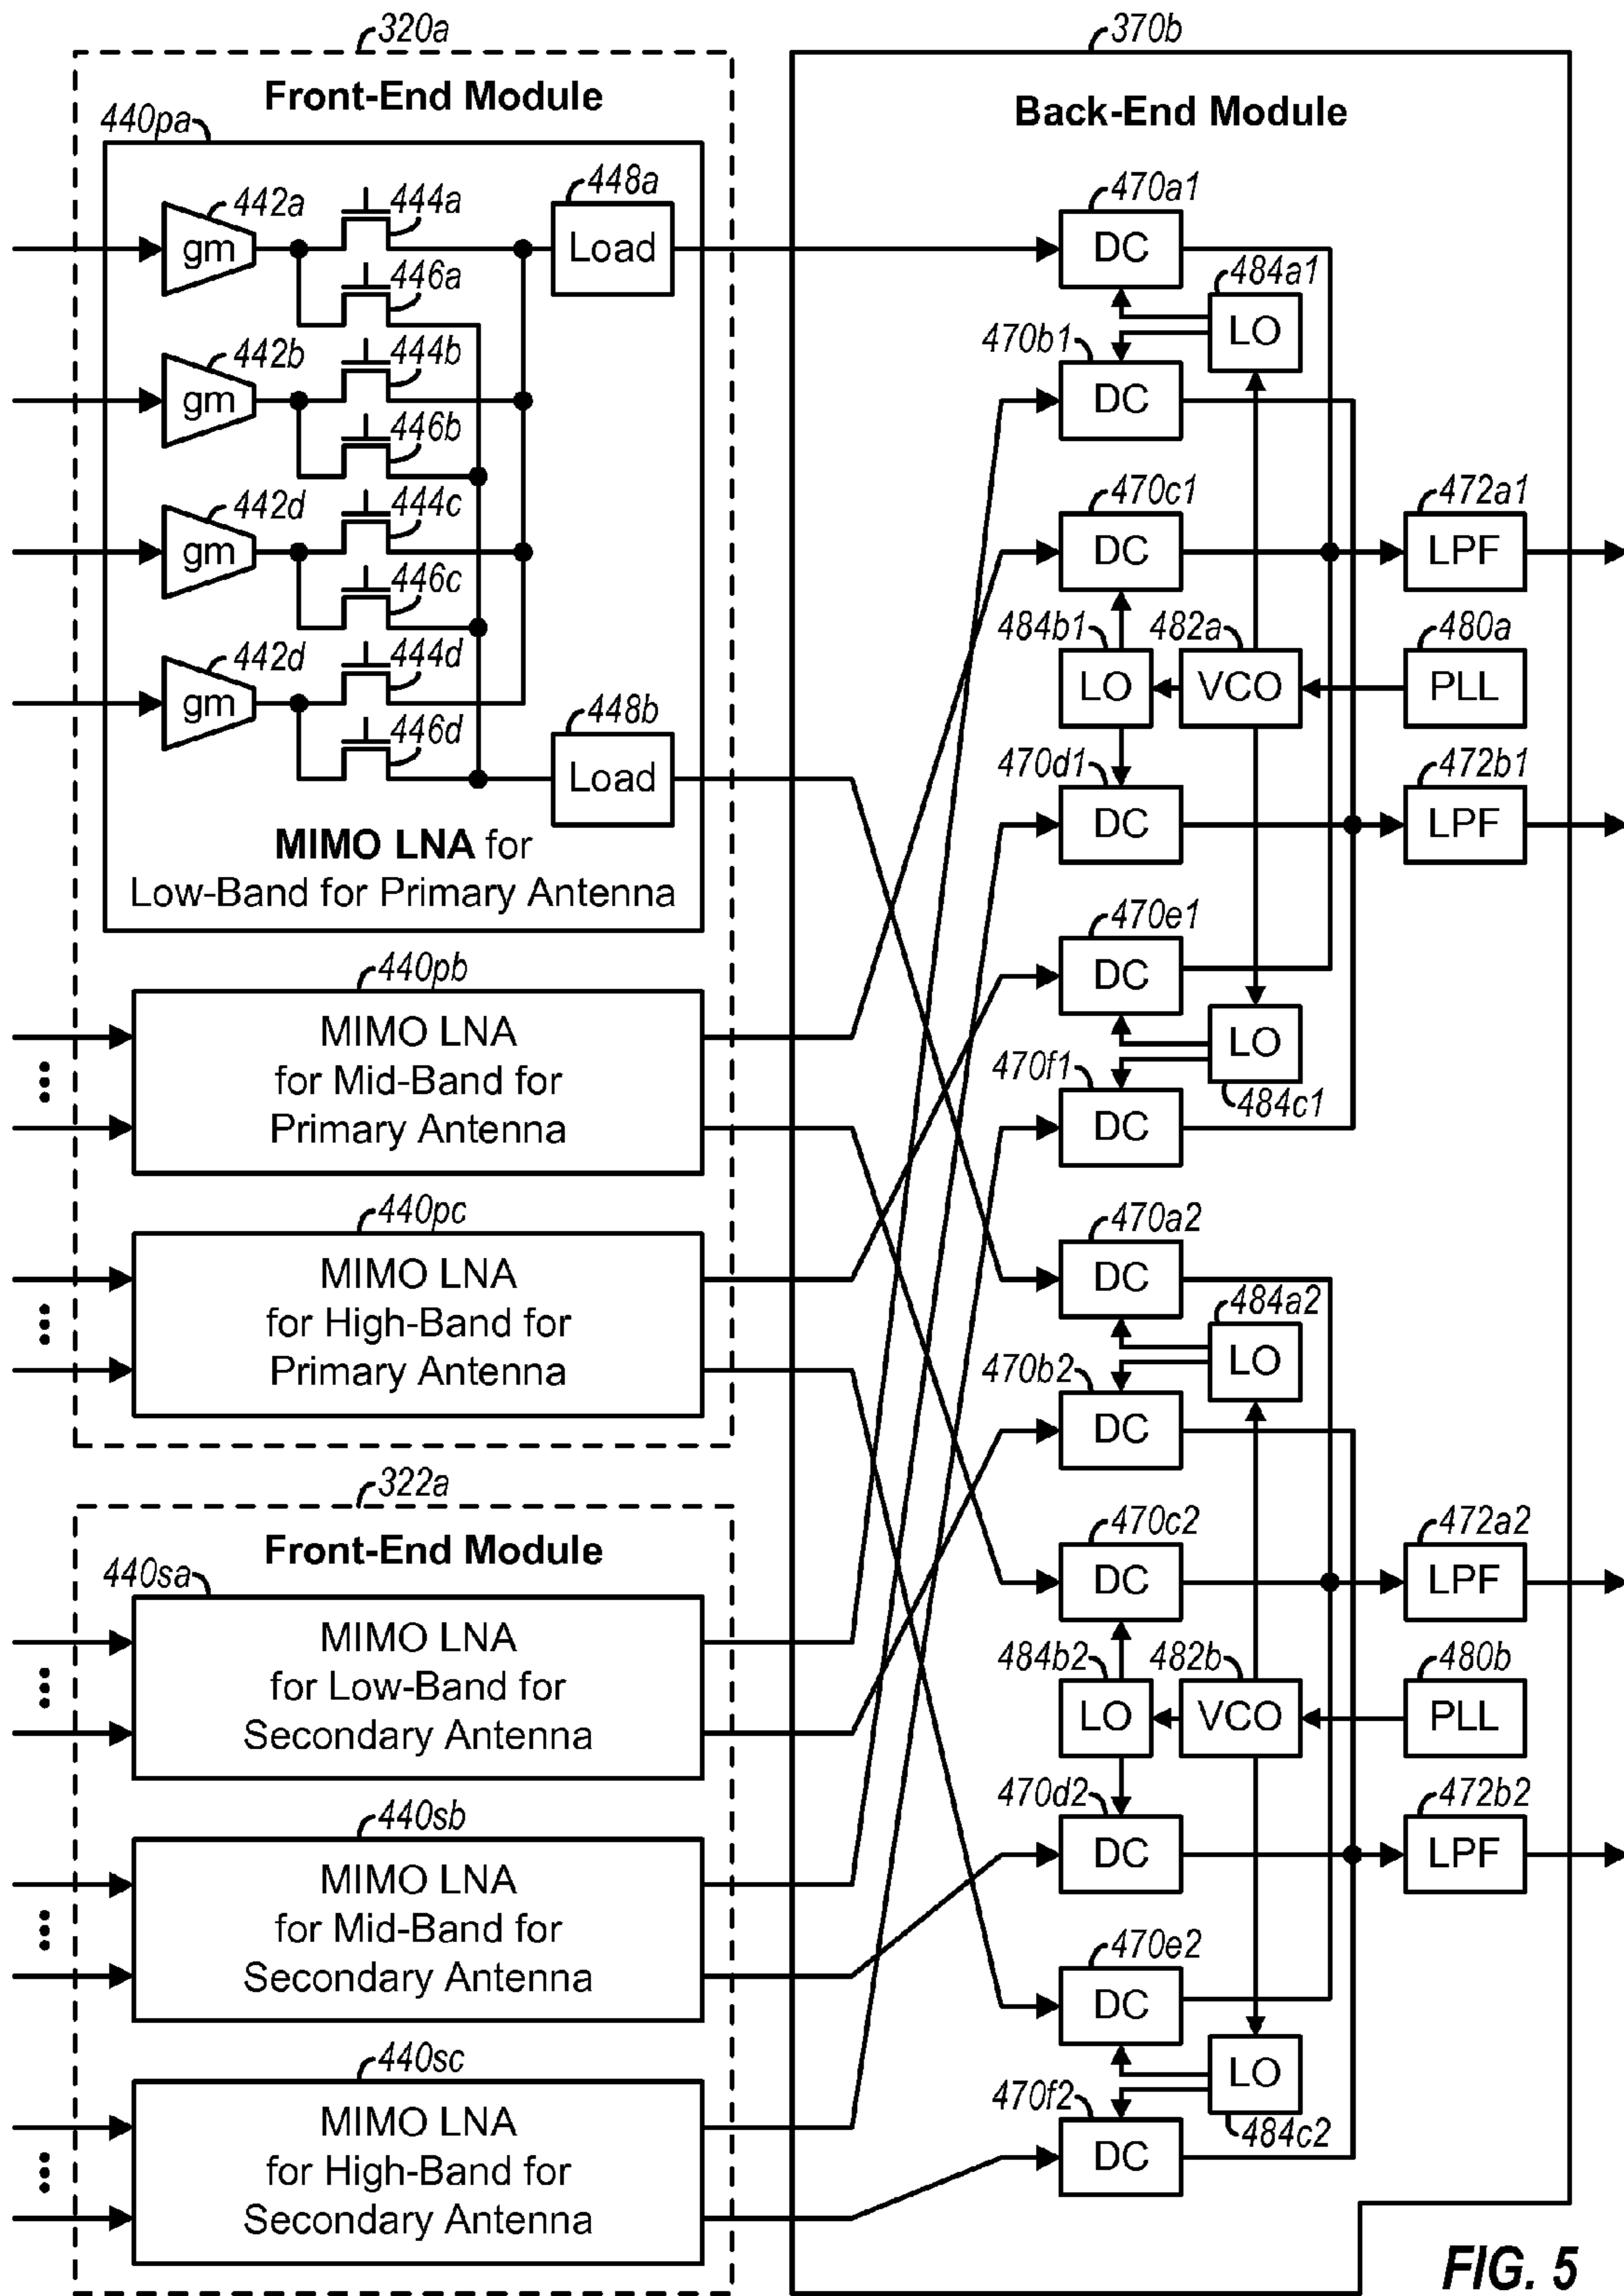 320a
Front-End Module
440pa
442a
gm
444a
446a
448a
Load
442b
gm
444b
446b
442d
gm
444c
446c
442d
gm
444d
446d
448b
Load
MIMO LNA for
Low-Band for Primary Antenna
440pb
MIMO LNA
for Mid-Band for
Primary Antenna
440pc
MIMO LNA
for High-Band for
Primary Antenna
322a
Front-End Module
440sa
MIMO LNA
for Low-Band for
Secondary Antenna
440sb
MIMO LNA
for Mid-Band for
Secondary Antenna
440sc
MIMO LNA
for High-Band for
Secondary Antenna
370b
Back-End Module
470a1
DC
484a1
LO
470b1
DC
470c1
DC
472a1
LPF
484b1
LO
482a
VCO
480a
PLL
470d1
DC
472b1
LPF
470e1
DC
LO
484c1
470f1
DC
470a2
DC
484a2
LO
470b2
DC
470c2
DC
472a2
LPF
484b2
LO
482b
VCO
480b
PLL
470d2
DC
472b2
LPF
470e2
DC
LO
484c2
470f2
DC
FIG. 5